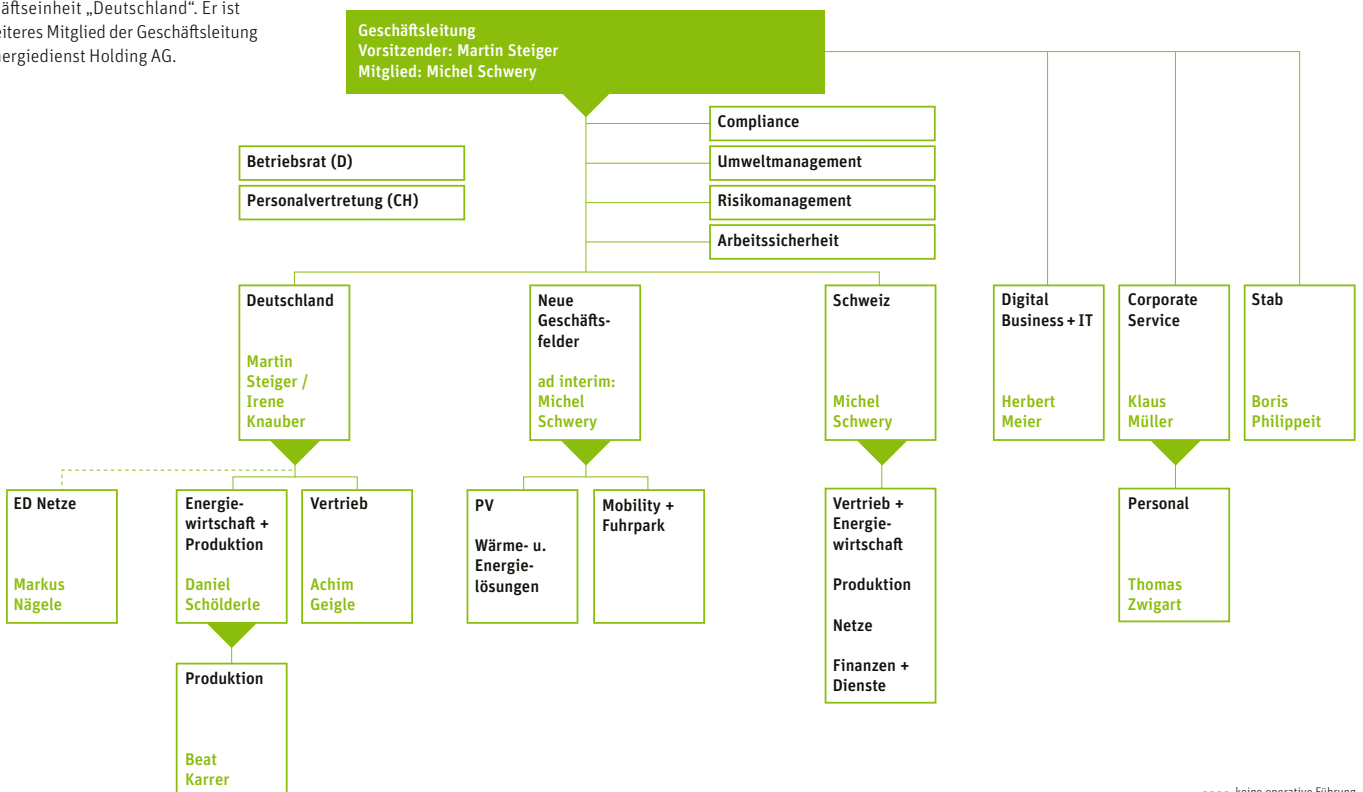 äftseinheit „Deutschland“. Er ist
eiteres Mitglied der Geschäftsleitung
nergiedienst Holding AG.
Geschäftsleitung
Vorsitzender: Martin Steiger
Mitglied: Michel Schwery
Compliance
Betriebsrat (D)
Umweltmanagement
Personalvertretung (CH)
Risikomanagement
Arbeitssicherheit
Deutschland
Martin
Steiger /
Irene
Knauber
Neue
Geschäfts-
felder
ad interim:
Michel
Schwery
Schweiz
Michel
Schwery
Digital
Business + IT
Herbert
Meier
Corporate
Service
Klaus
Müller
Stab
Boris
Philippeit
ED Netze
Markus
Nägele
Energie-
wirtschaft +
Produktion
Daniel
Schölderle
Vertrieb
Achim
Geigle
PV
Wärme- u.
Energie-
lösungen
Mobility +
Fuhrpark
Vertrieb +
Energie-
wirtschaft
Produktion
Netze
Finanzen +
Dienste
Personal
Thomas
Zwigart
Produktion
Beat
Karrer
keine operative Führung